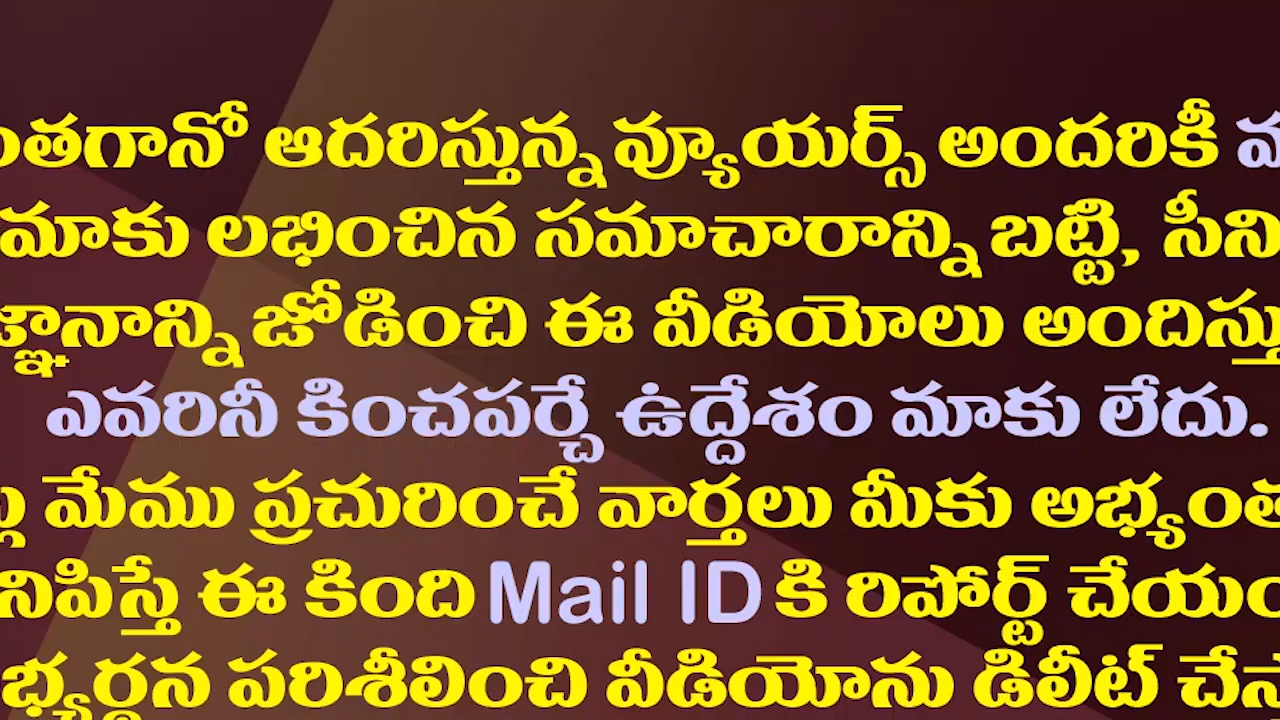 ఆదరిస్తున్న వ్యూయర్స్ అందరికీ
మాకు లభించిన సమాచారాన్ని బట్టి,
జోడించి ఈ వీడియోలు
ఎవరినీ కించపర్చే ఉద్దేశం మాకు లేదు.
మేము ప్రచురించే వార్తలు మీకు
ఈ కింది Mail ID కి రిపోర్ట్
పరిశీలించి వీడియోను డిలీట్